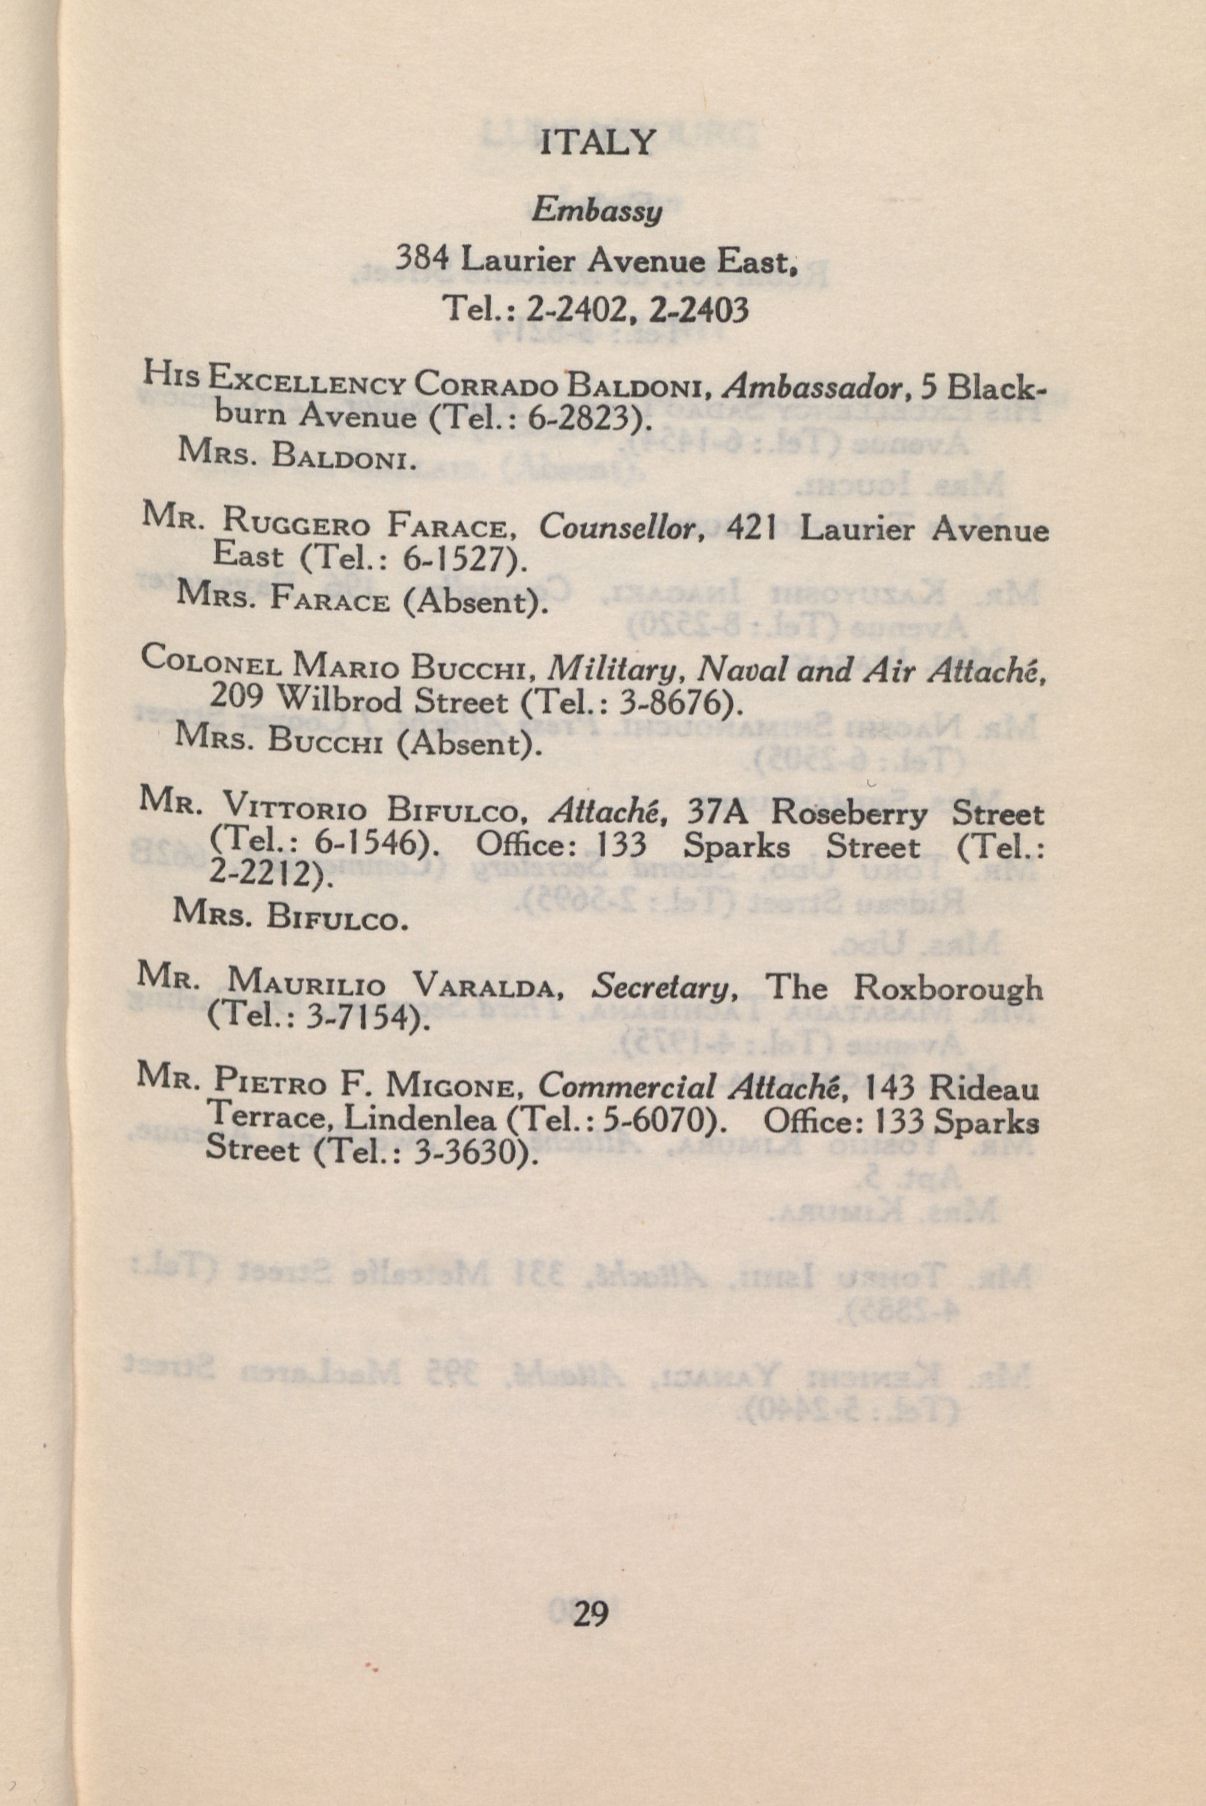 ITALY
Embassy
384 Laurier Avenue East,
Tel.: 2-2402, 2-2403
HIS EXCELLENCY CORRADO BALDONI, Ambassador, 5 Black-
burn Avenue (Tel.: 6-2823).
MRS. BALDONI.
MR. RUGGERO FARACE, Counsellor, 421 Laurier Avenue
East (Tel.: 6-1527).
MRS. FARACE (Absent).
COLONEL MARIO BUCCHI, Military, Naval and Air Attaché,
209 Wilbrod Street (Tel.: 3-8676).
MRS. BUCCHI (Absent).
MR. VITTORIO BIFULCO, Attaché, 37A Roseberry Street
(Tel.: 6-1546). Office: 133 Sparks Street (Tel.:
2-2212).
MRS. BIFULCO.
MR. MAURILIO VARALDA, Secretary, The Roxborough
(Tel.: 3-7154).
MR. PIETRO F. MIGONE, Commercial Attaché, 143 Rideau
Terrace, Lindenlea (Tel.: 5-6070). Office: 133 Sparks
Street (Tel.: 3-3630).
29